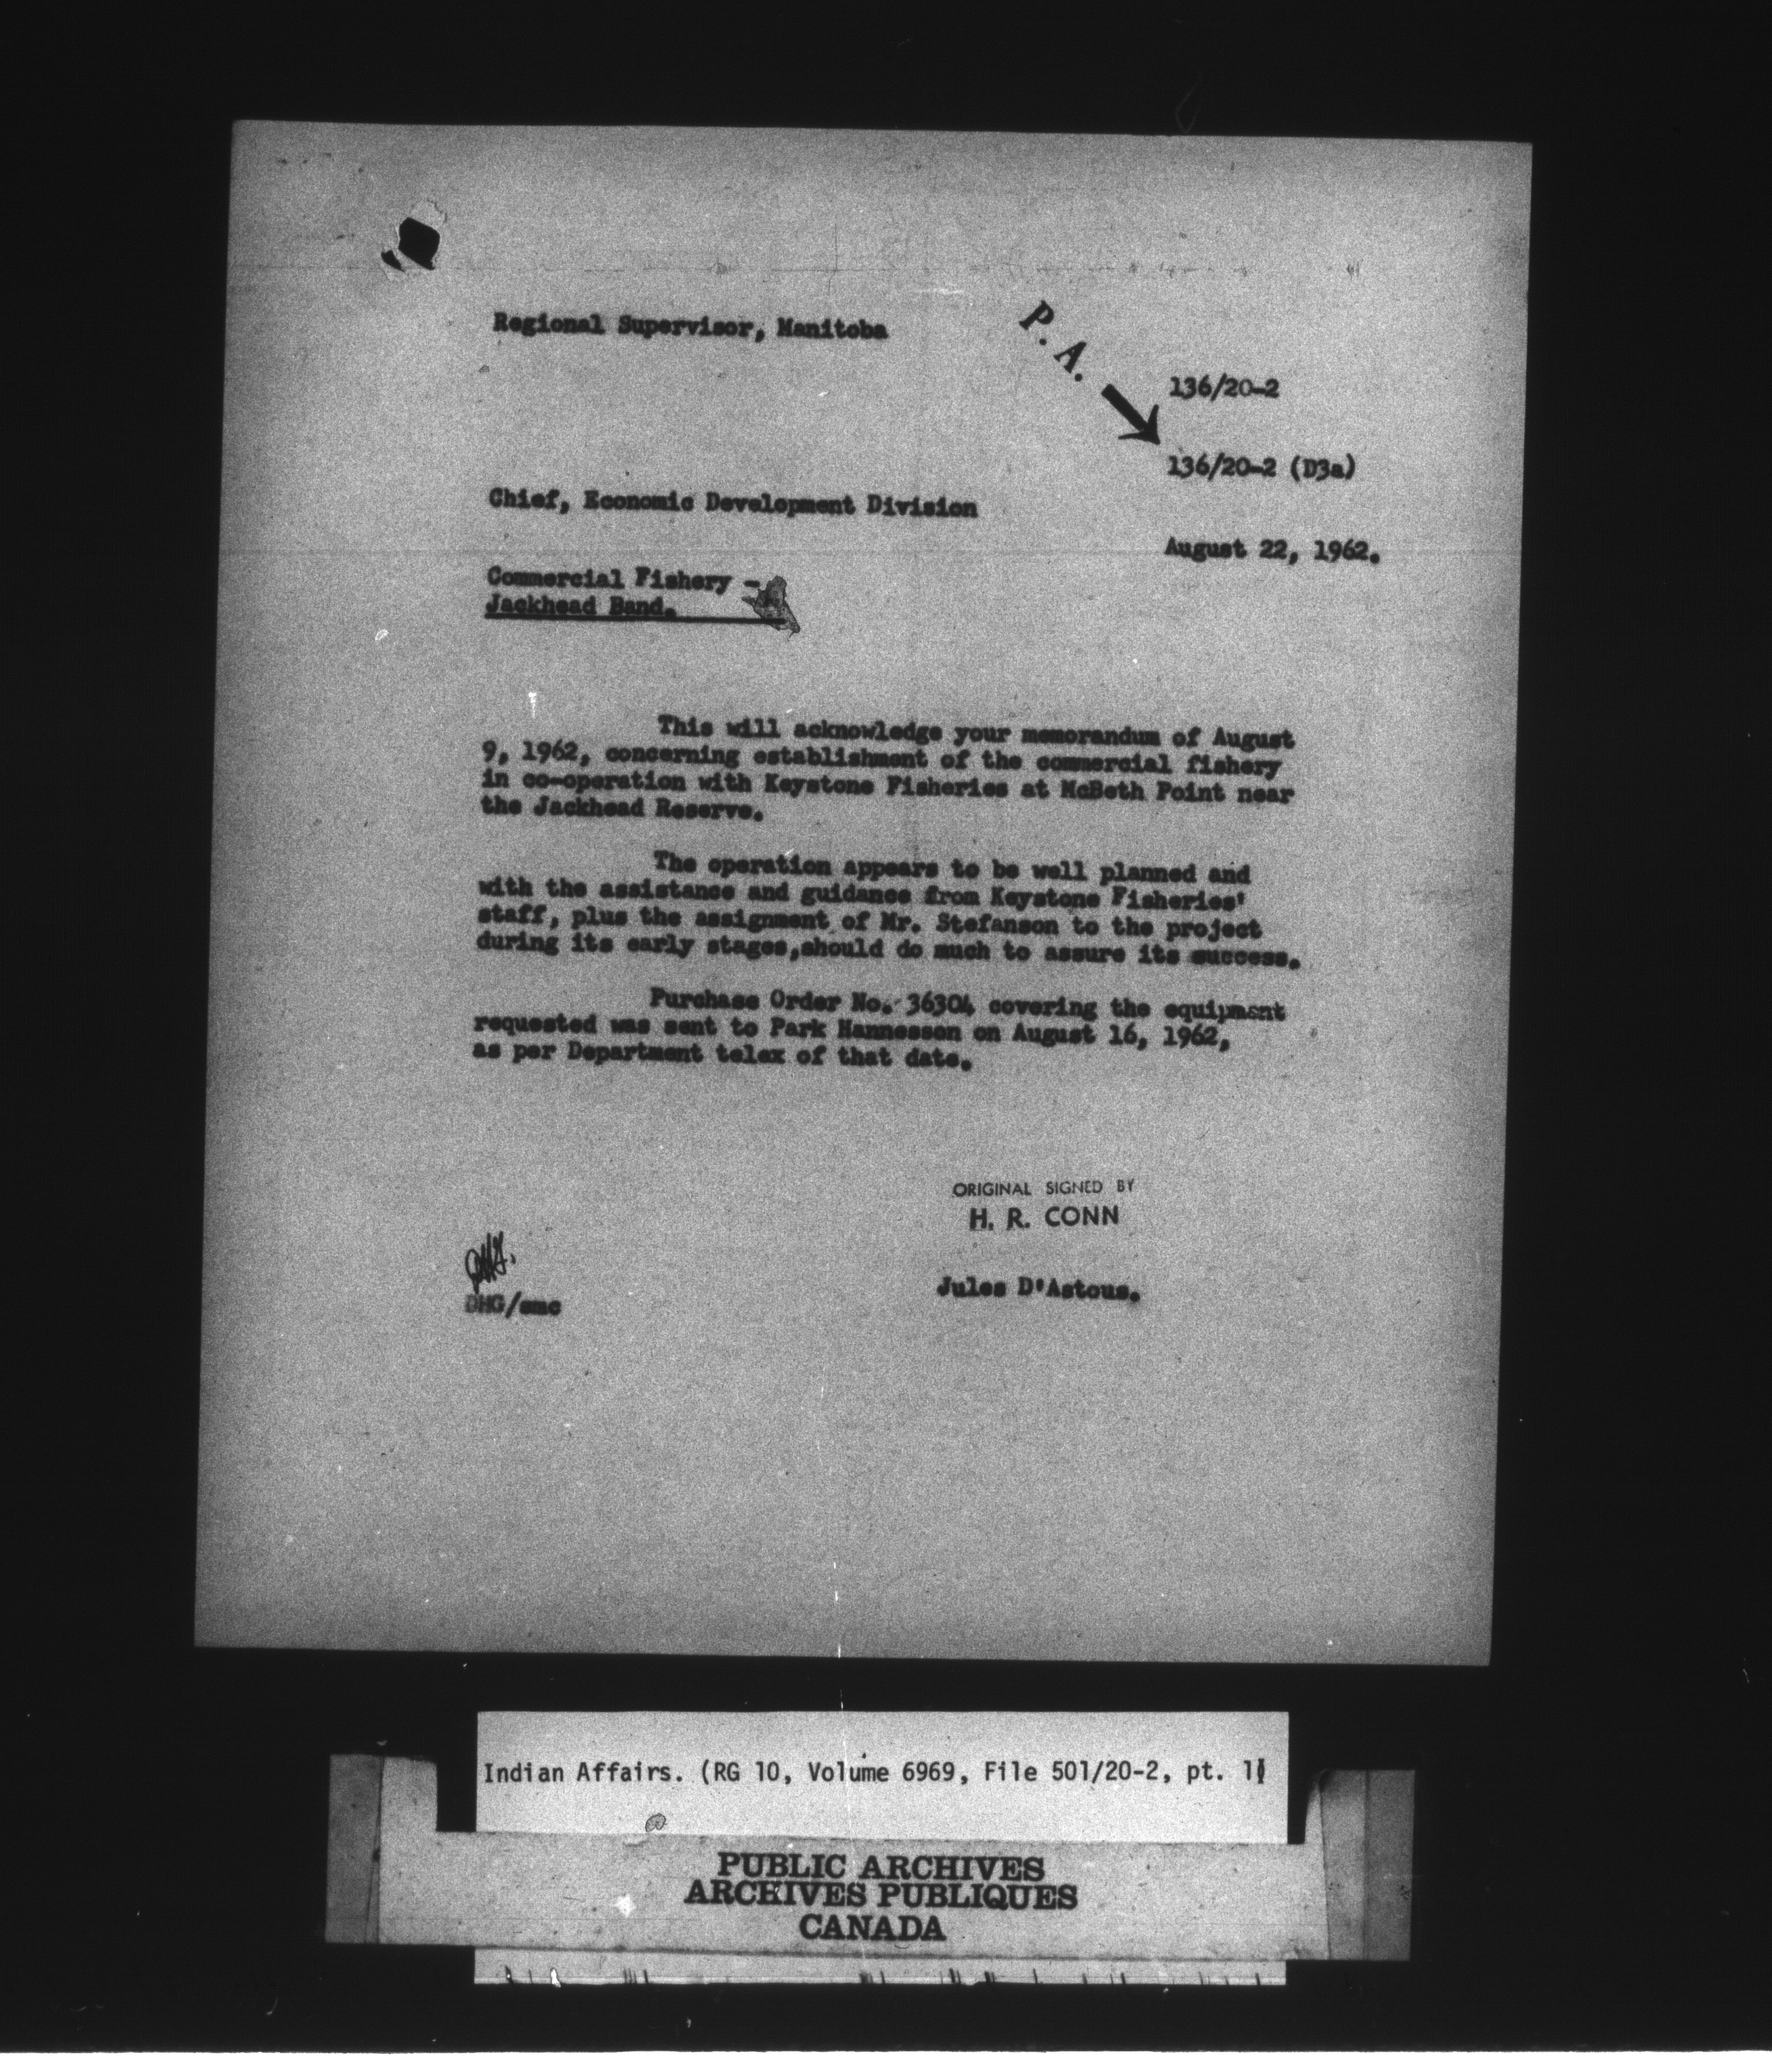 Regional Supervisor, Manitoba
P. A.
136/20-2
136/20-2 (D3a)
Chief, Economic Development Division
August 22, 1962.
Commercial Fishery -
Jackhead Band.
This will acknowledge your memorandum of August
9, 1962, concerning establishment of the commercial fishery
in co-operation with Keystone Fisheries at McBeth Point near
the Jackhead Reserve.
The operation appears to be well planned and
with the assistance and guidance from Keystone Fisheries'
staff, plus the assignment of Mr. Stefanson to the project
during its early stages,should do much to assure its success.
Purchase Order No. 36304 covering the equipment
requested was sent to Park Hannesson on August 16, 1962,
as per Department telex of that date.
ORIGINAL SIGNED BY
H. R. CONN
Jules D'Astous.
DHG/smc
Indian Affairs. (RG 10, Volume 6969, File 501/20-2, pt. 1)
PUBLIC ARCHIVES
ARCHIVES PUBLIQUES
CANADA